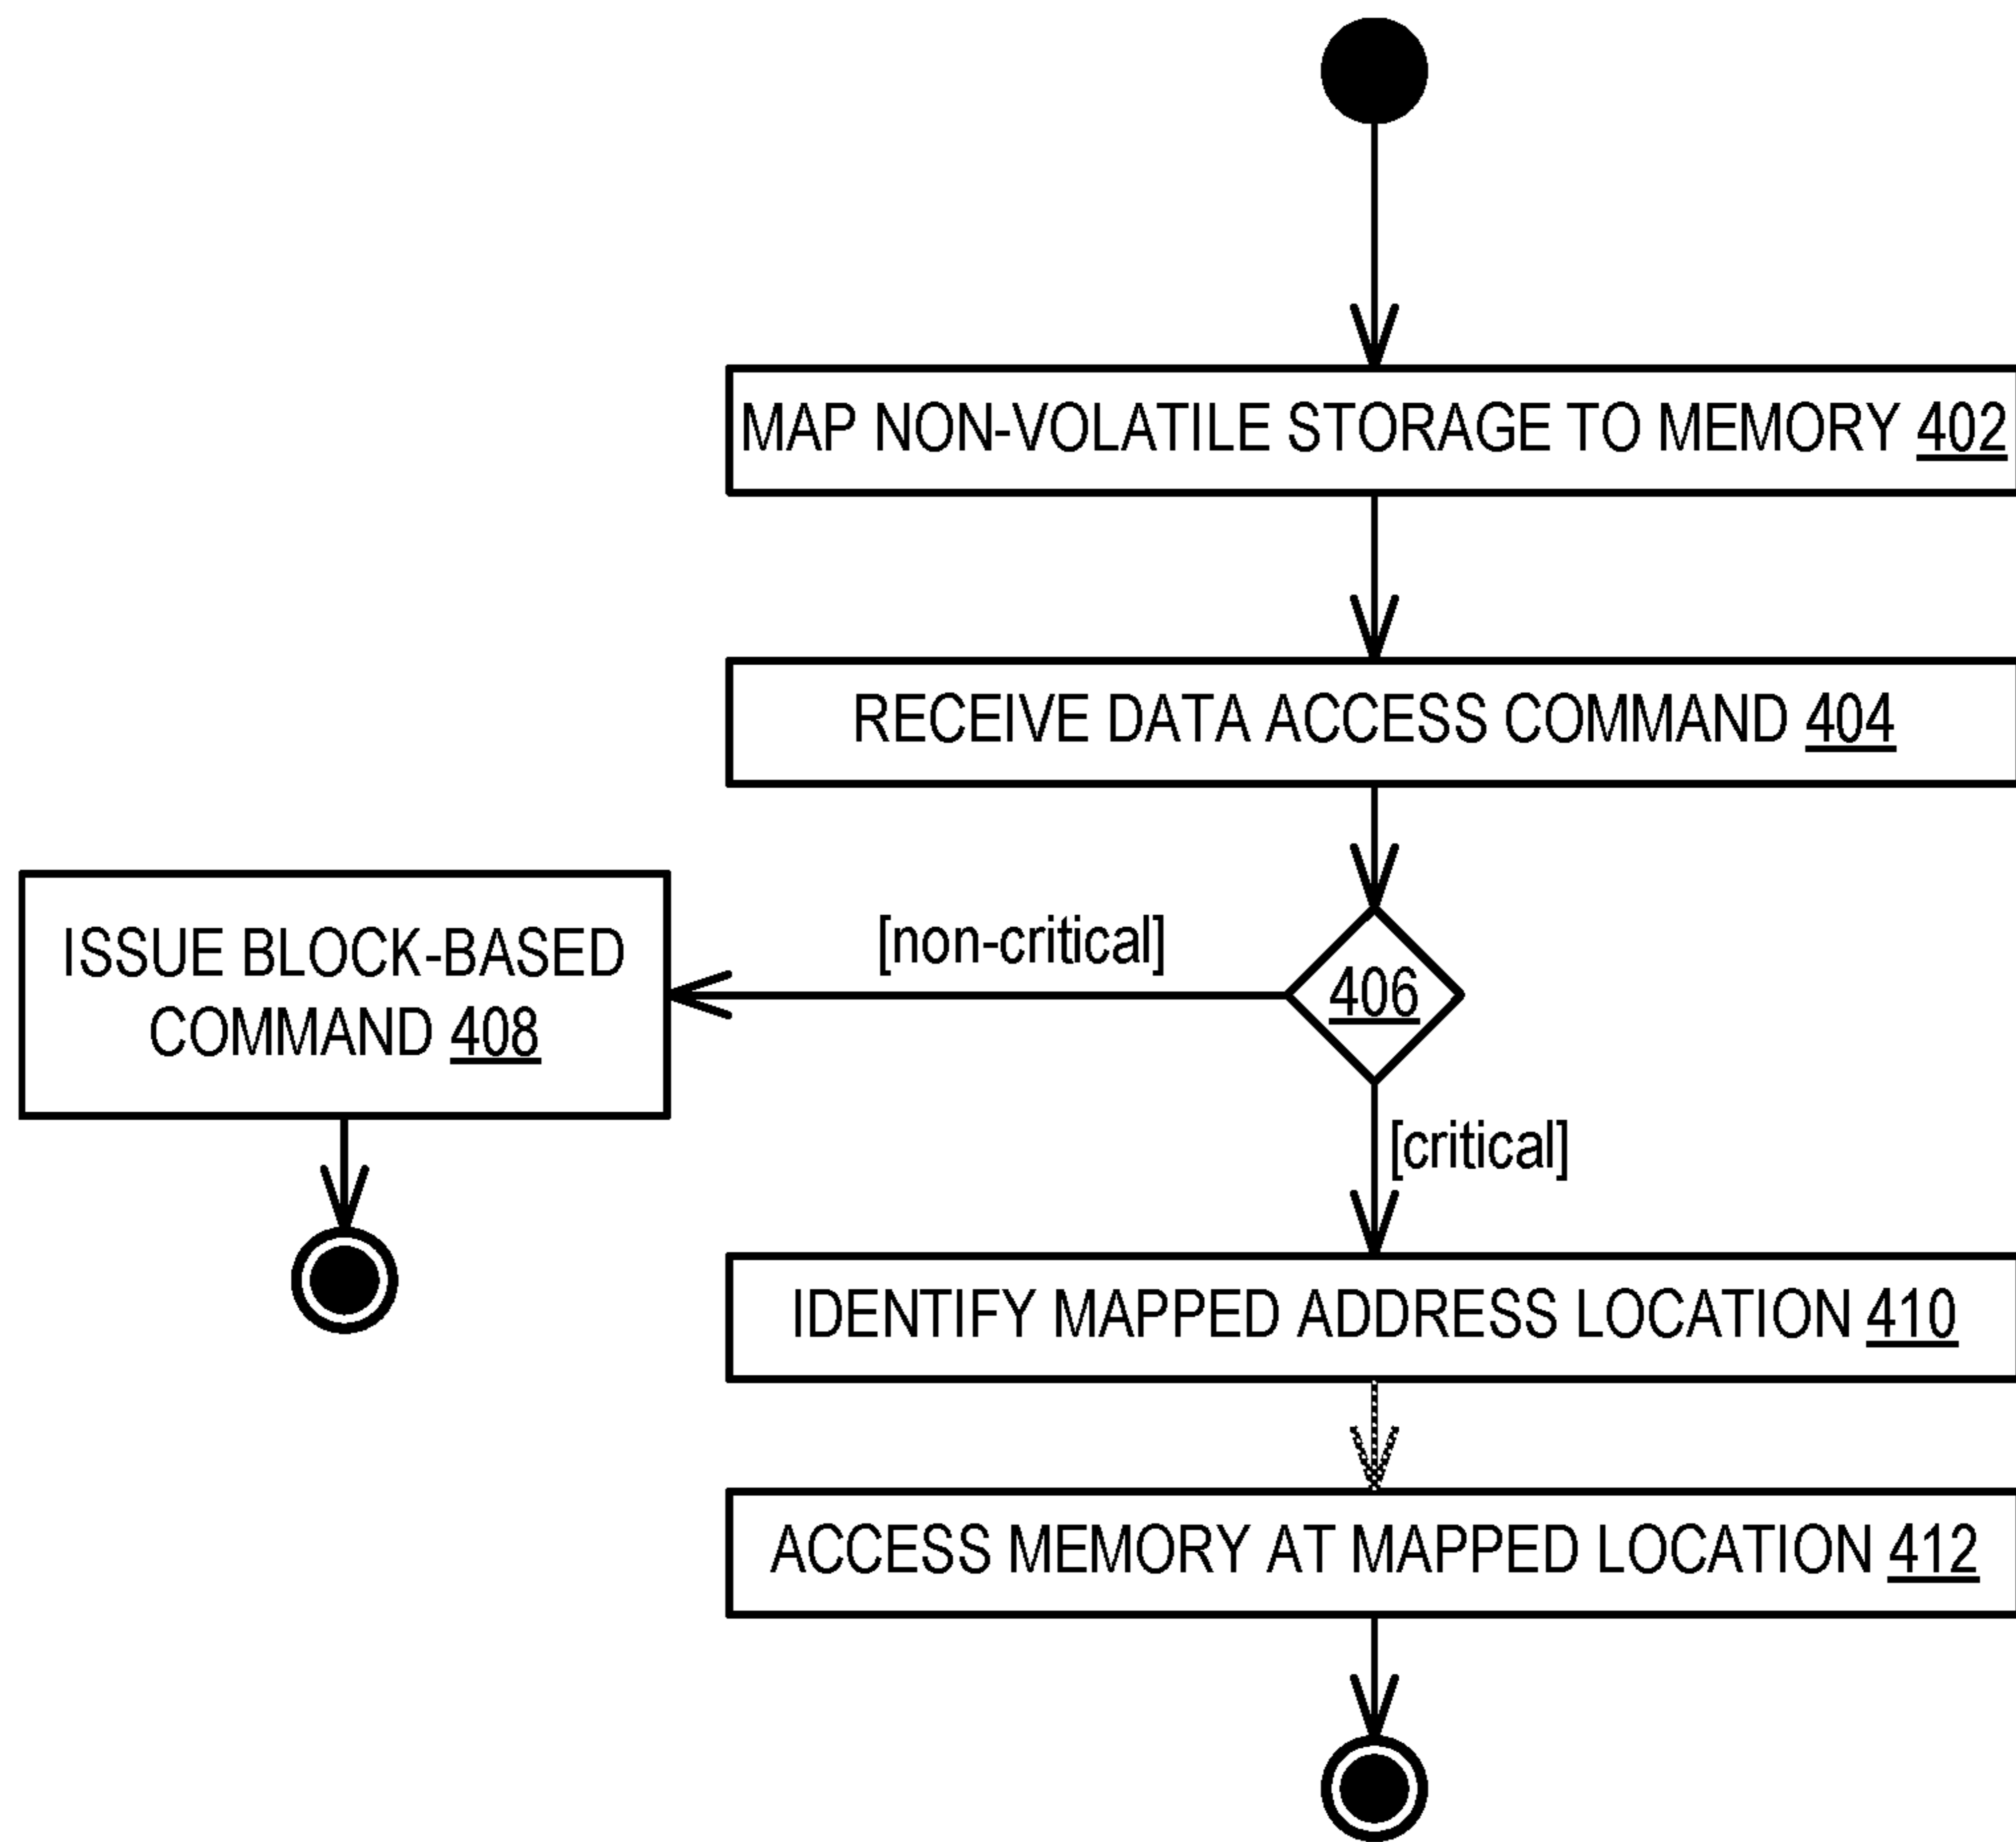 MAP NON-VOLATILE STORAGE TO MEMORY 402
RECEIVE DATA ACCESS COMMAND 404
[non-critical]
406
ISSUE BLOCK-BASED
COMMAND 408
[critical]
IDENTIFY MAPPED ADDRESS LOCATION 410
ACCESS MEMORY AT MAPPED LOCATION 412